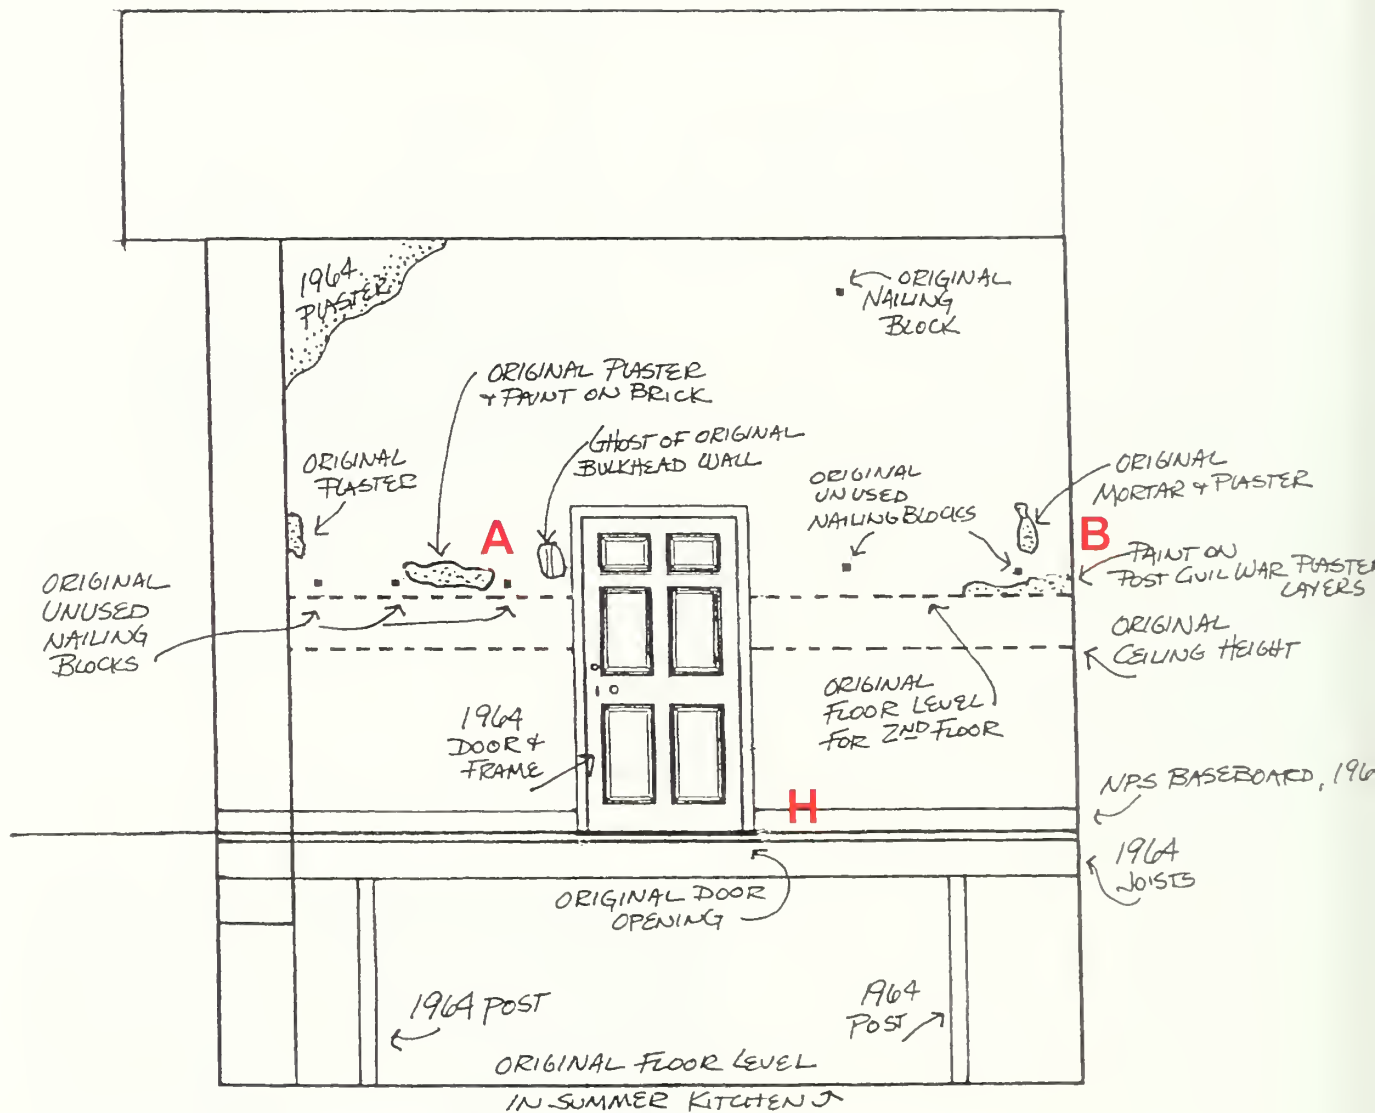 1964
PLASTER
ORIGINAL
NAILING
BLOCK
ORIGINAL PLASTER
+ PAINT ON BRICK
GHOST OF ORIGINAL
BULKHEAD WALL
ORIGINAL
PLASTER
ORIGINAL
UNUSED
NAILING BLOCKS
ORIGINAL
MORTAR & PLASTER
A
B
PAINT ON
POST CIVIL WAR PLASTER
LAYERS
ORIGINAL
UNUSED
NAILING
BLOCKS
ORIGINAL
CEILING HEIGHT
ORIGINAL
FLOOR LEVEL
FOR 2ND FLOOR
1964
DOOR &
FRAME
H
NPS BASEBOARD, 196
1964
JOISTS
ORIGINAL DOOR
OPENING
1964 POST
1964
POST
ORIGINAL FLOOR LEVEL
IN SUMMER KITCHEN